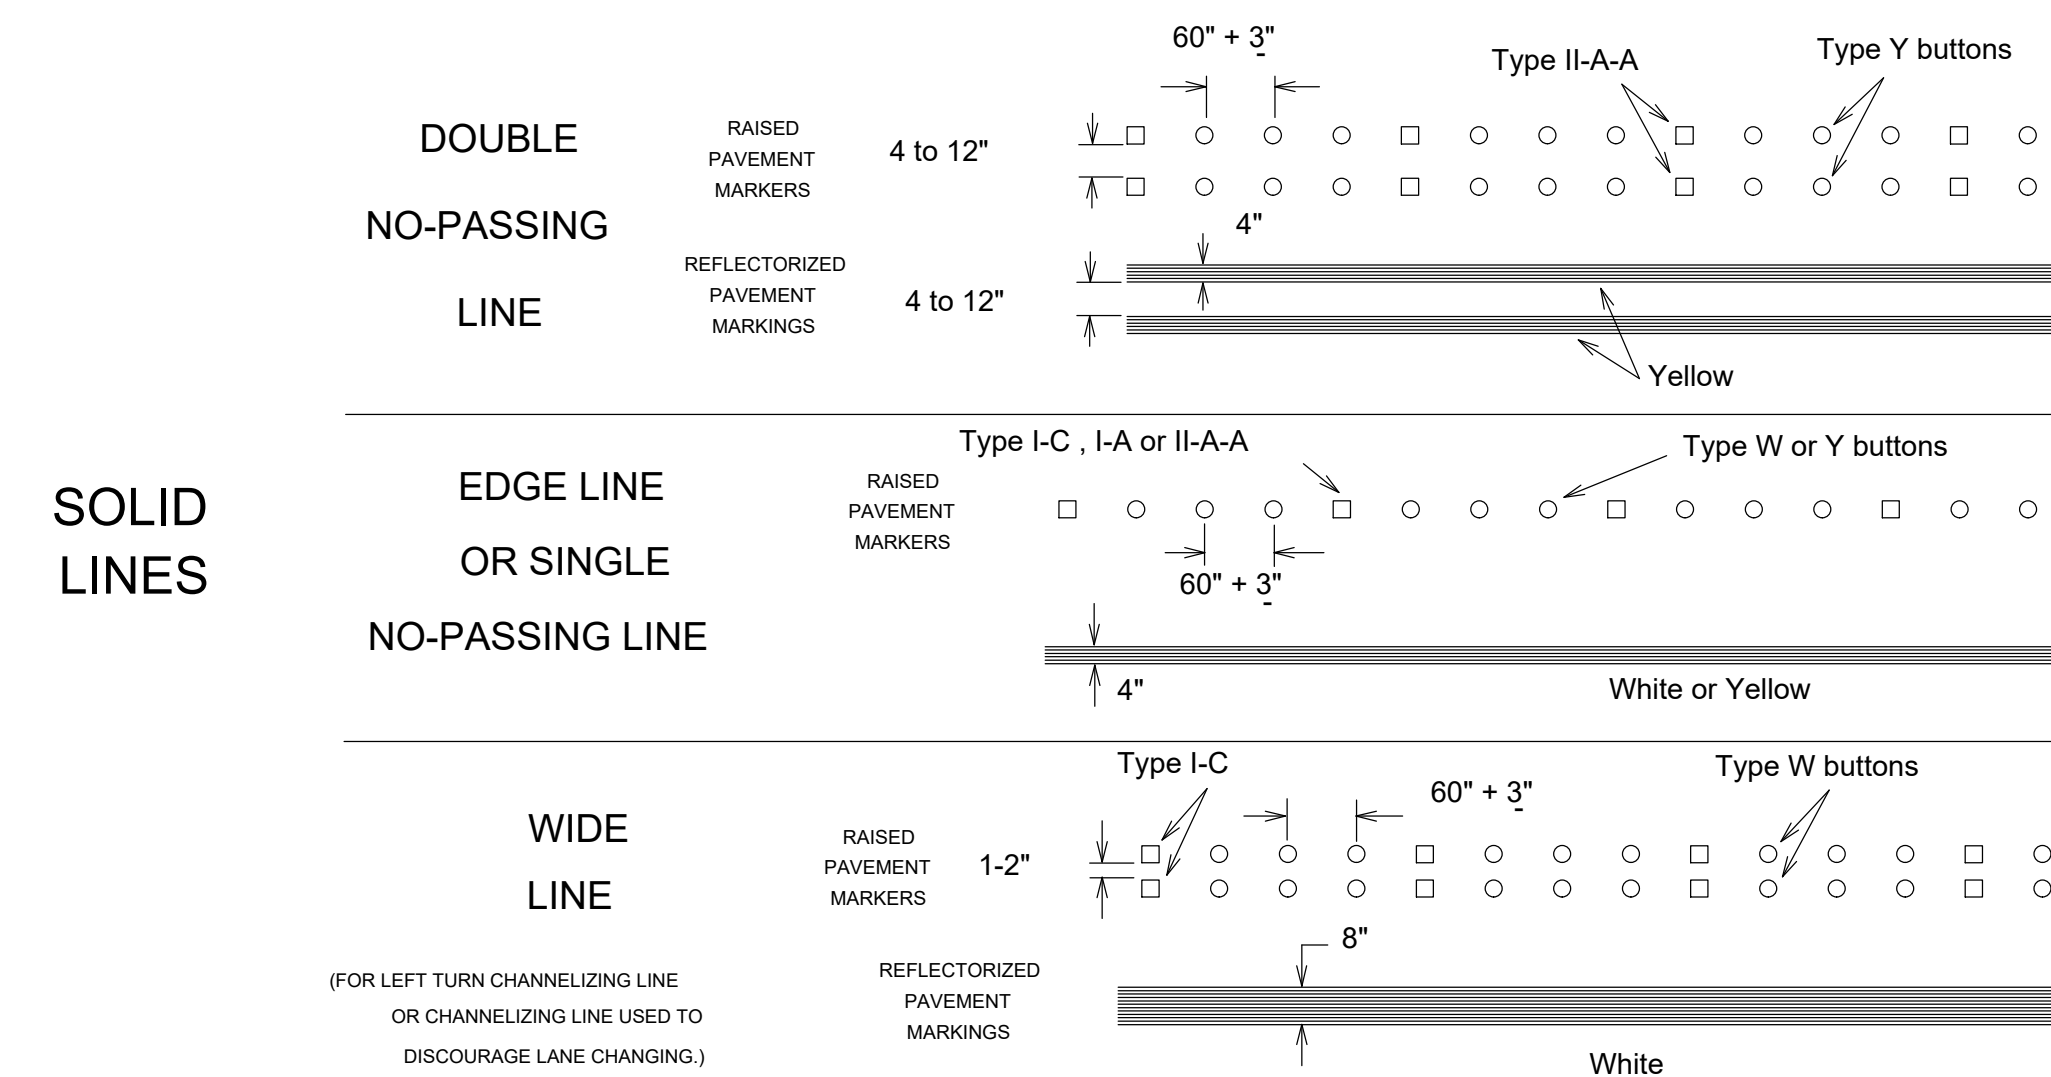 SOLID
LINES
DOUBLE
NO-PASSING
LINE
RAISED
PAVEMENT
MARKERS
4 to 12"
60" + 3"
Type II-A-A
Type Y buttons
REFLECTORIZED
PAVEMENT
MARKINGS
4 to 12"
4"
Yellow
EDGE LINE
OR SINGLE
NO-PASSING LINE
RAISED
PAVEMENT
MARKERS
Type I-C , I-A or II-A-A
Type W or Y buttons
60" + 3"
4"
White or Yellow
WIDE
LINE
(FOR LEFT TURN CHANNELIZING LINE
OR CHANNELIZING LINE USED TO
DISCOURAGE LANE CHANGING.)
RAISED
PAVEMENT
MARKERS
1-2"
Type I-C
60" + 3"
Type W buttons
REFLECTORIZED
PAVEMENT
MARKINGS
8"
White